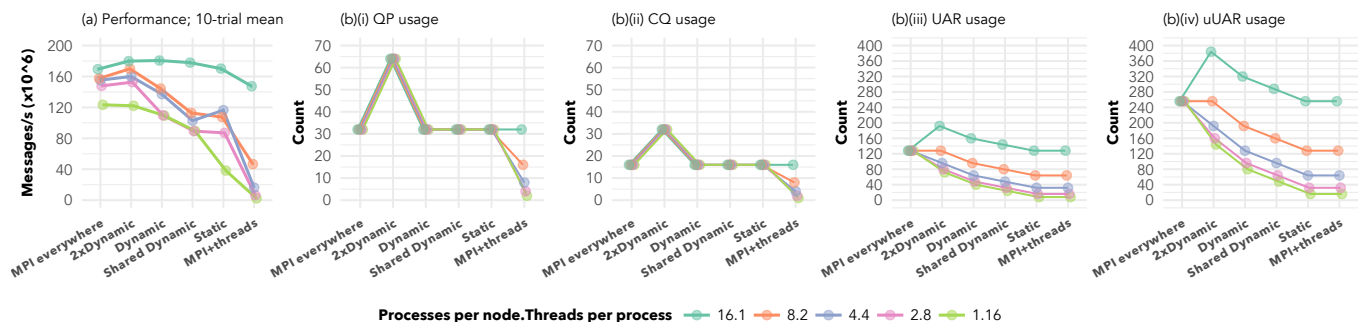 (a) Performance; 10-trial mean
Messages/s (x10^6)
200
160
120
80
40
0
MPI everywhere
2xDynamic
Dynamic
Shared Dynamic
Static
MPI+threads
(b)(i) QP usage
Count
70
60
50
40
30
20
10
0
MPI everywhere
2xDynamic
Dynamic
Shared Dynamic
Static
MPI+threads
(b)(ii) CQ usage
Count
70
60
50
40
30
20
10
0
MPI everywhere
2xDynamic
Dynamic
Shared Dynamic
Static
MPI+threads
(b)(iii) UAR usage
Count
400
360
320
280
240
200
160
120
80
40
0
MPI everywhere
2xDynamic
Dynamic
Shared Dynamic
Static
MPI+threads
(b)(iv) uUAR usage
Count
400
360
320
280
240
200
160
120
80
40
0
MPI everywhere
2xDynamic
Dynamic
Shared Dynamic
Static
MPI+threads
Processes per node.Threads per process 16.1 8.2 4.4 2.8 1.16